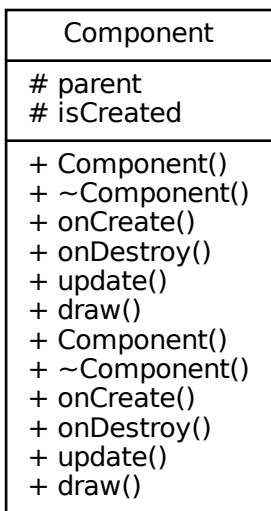 Component
# parent
# isCreated
+ Component()
+ ~Component()
+ onCreate()
+ onDestroy()
+ update()
+ draw()
+ Component()
+ ~Component()
+ onCreate()
+ onDestroy()
+ update()
+ draw()